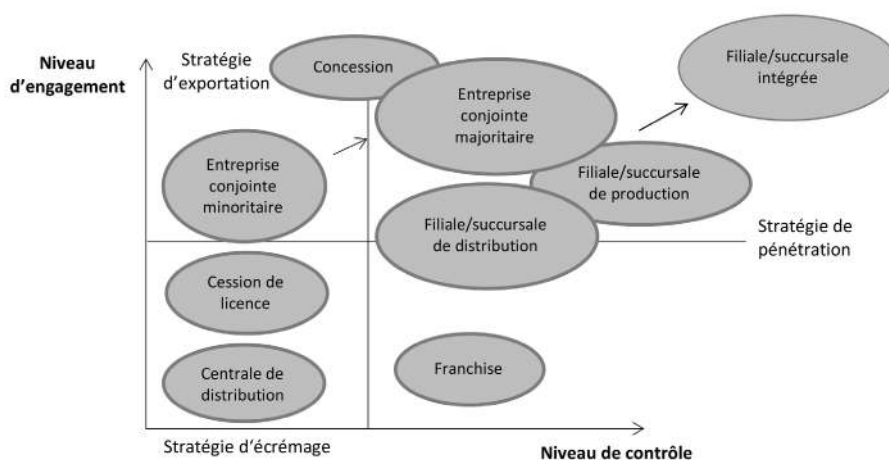 Niveau
d'engagement
Stratégie
d'exportation
Concession
Entreprise
conjointe
majoritaire
Filiale/succursale
intégrée
Entreprise
conjointe
minoritaire
Filiale/succursale
de production
Filiale/succursale
de distribution
Stratégie de
pénétration
Cession de
licence
Centrale de
distribution
Franchise
Stratégie d'écrémage
Niveau de contrôle